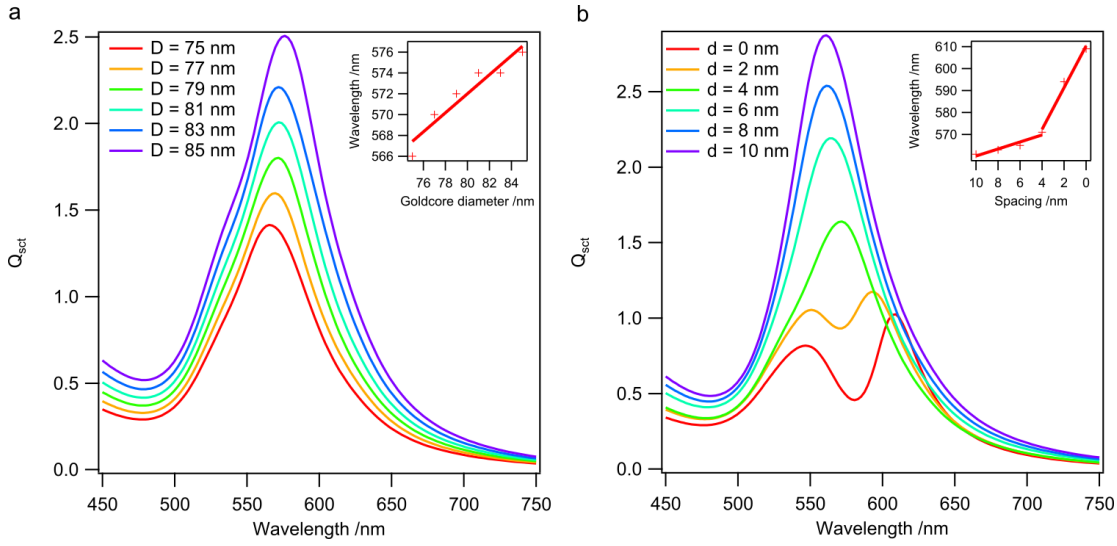 a
2.5
2.0
1.5
1.0
0.5
0.0
Q_sct
450 500 550 600 650 700 750
Wavelength /nm
D = 75 nm
D = 77 nm
D = 79 nm
D = 81 nm
D = 83 nm
D = 85 nm
576
574
572
570
568
566
Wavelength /nm
76 78 80 82 84
Goldcore diameter /nm
b
2.5
2.0
1.5
1.0
0.5
0.0
Q_sct
450 500 550 600 650 700 750
Wavelength /nm
d = 0 nm
d = 2 nm
d = 4 nm
d = 6 nm
d = 8 nm
d = 10 nm
610
600
590
580
570
Wavelength /nm
10 8 6 4 2 0
Spacing /nm